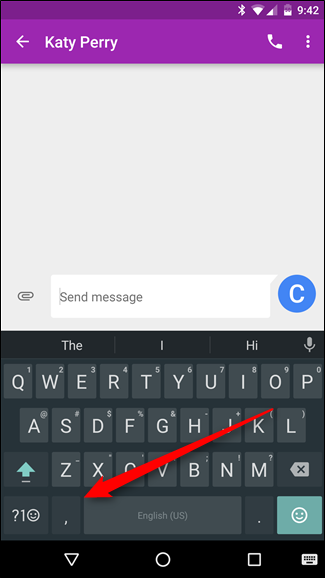 9:42
Katy Perry
Send message
C
The I Hi
1 2 3 4 5 6 7 8 9 0
Q W E R T Y U I O P
@ # $ & - + ( )
A S D F G H J K L
Z X C V B N M
?1☺ , English (US) .